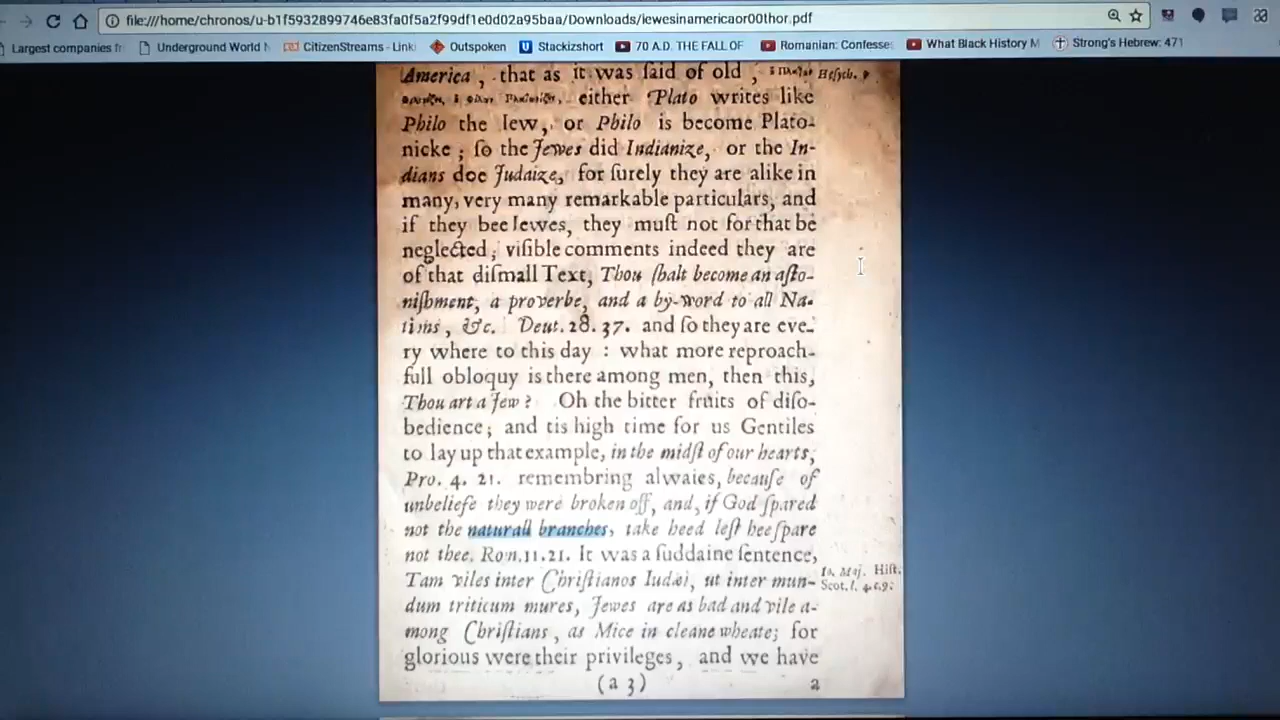 file:///home/chronos/u-b1f5932899746e83fa0f5a2f99df1e0d02a95baa/Downloads/iewesinamericaor00thor.pdf
Largest companies fr Underground World N CitizenStreams - Link Outspoken Stackizshort 70 A.D. THE FALL OF Romanian: Confesse What Black History M Strong's Hebrew: 471
America, that as it was ſaid of old, Heſych.
either Plato writes like
Philo the Iew, or Philo is become Plato-
nicke; ſo the Jewes did Indianize, or the In-
dians doe Judaize, for ſurely they are alike in
many, very many remarkable particulars, and
if they bee Iewes, they muſt not for that be
neglected; viſible comments indeed they are
of that diſmall Text, Thou ſhalt become an aſto-
niſhment, a proverbe, and a by-word to all Na-
tions, &c. Deut. 28. 37. and ſo they are eve-
ry where to this day : what more reproach-
full obloquy is there among men, then this,
Thou art a Jew? Oh the bitter fruits of diſo-
bedience; and tis high time for us Gentiles
to lay up that example, in the midſt of our hearts,
Pro. 4. 21. remembring alwaies, becauſe of
unbeliefe they were broken off, and, if God ſpared
not the naturall branches, take heed leſt hee ſpare
not thee. Rom. 11. 21. It was a ſuddaine ſentence,
Tam viles inter Chriſtianos Iudæi, ut inter mun-
dum triticum mures, Jewes are as bad and vile a-
mong Chriſtians, as Mice in cleane wheate; for
glorious were their privileges, and we have
(a 3) a
Io. Maj. Hiſt.
Scot. l. 4. c. 9.